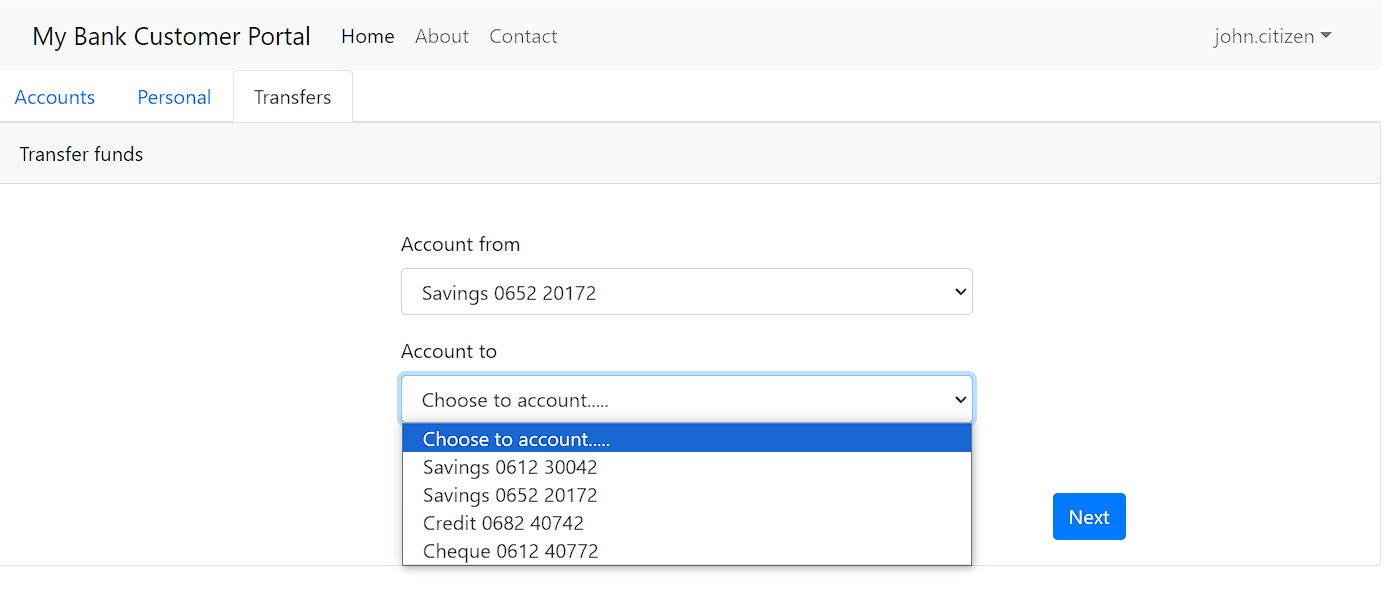 My Bank Customer Portal Home About Contact john.citizen
Accounts Personal Transfers
Transfer funds
Account from
Savings 0652 20172
Account to
Choose to account.....
Choose to account.....
Savings 0612 30042
Savings 0652 20172
Credit 0682 40742
Cheque 0612 40772
Next